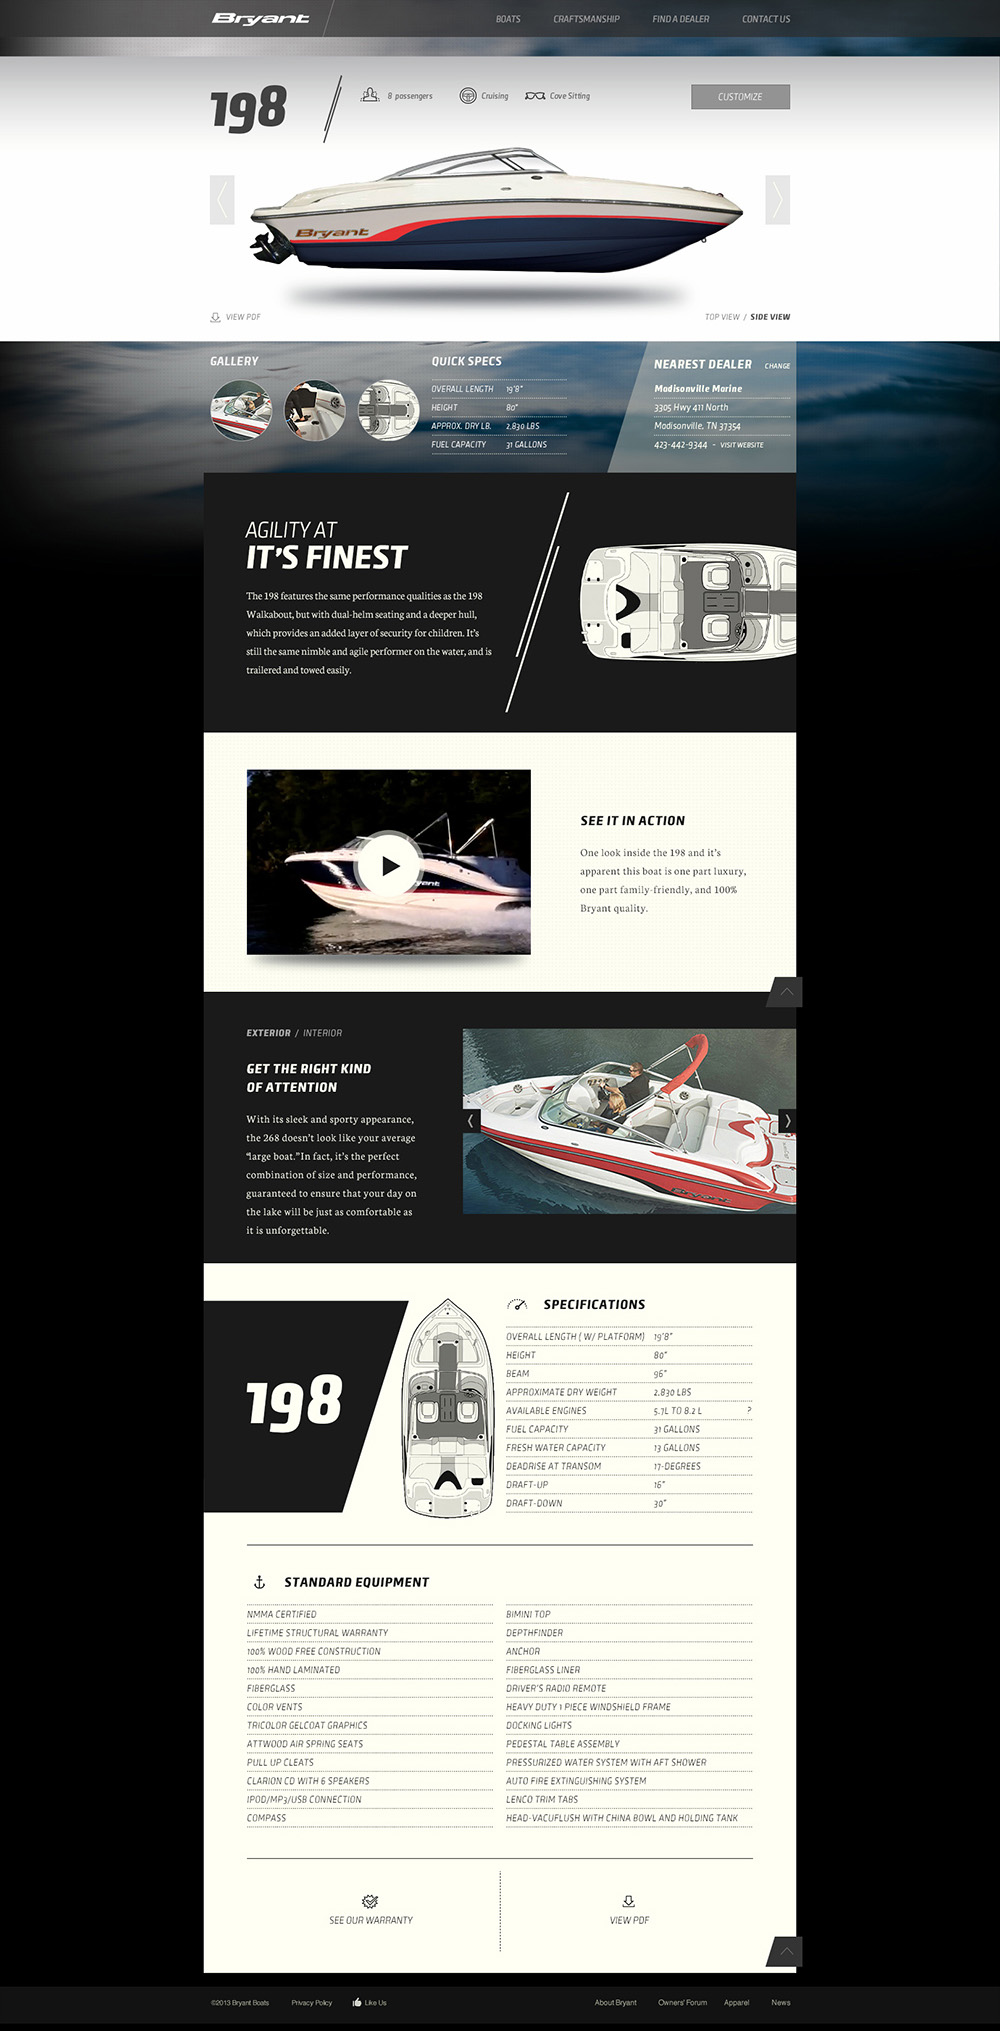 Bryant
BOATS
CRAFTSMANSHIP
FIND A DEALER
CONTACT US
198
8 passengers
Cruising
Cove Sitting
CUSTOMIZE
Bryant
VIEW PDF
TOP VIEW / SIDE VIEW
GALLERY
QUICK SPECS
OVERALL LENGTH 19'8"
HEIGHT 80"
APPROX. DRY LB. 2,830 LBS
FUEL CAPACITY 31 GALLONS
NEAREST DEALER CHANGE
Madisonville Marine
3305 Hwy 411 North
Madisonville, TN 37354
423-442-9344 - VISIT WEBSITE
AGILITY AT
IT'S FINEST
The 198 features the same performance qualities as the 198
Walkabout, but with dual-helm seating and a deeper hull,
which provides an added layer of security for children. It's
still the same nimble and agile performer on the water, and is
trailered and towed easily.
Bryant
SEE IT IN ACTION
One look inside the 198 and it's
apparent this boat is one part luxury,
one part family-friendly, and 100%
Bryant quality.
EXTERIOR / INTERIOR
GET THE RIGHT KIND
OF ATTENTION
With its sleek and sporty appearance,
the 268 doesn't look like your average
"large boat." In fact, it's the perfect
combination of size and performance,
guaranteed to ensure that your day on
the lake will be just as comfortable as
it is unforgettable.
Bryant
198
SPECIFICATIONS
OVERALL LENGTH ( W/ PLATFORM) 19'8"
HEIGHT 80"
BEAM 96"
APPROXIMATE DRY WEIGHT 2,830 LBS
AVAILABLE ENGINES 5.7L TO 8.2 L ?
FUEL CAPACITY 31 GALLONS
FRESH WATER CAPACITY 13 GALLONS
DEADRISE AT TRANSOM 17-DEGREES
DRAFT-UP 16"
DRAFT-DOWN 30"
STANDARD EQUIPMENT
NMMA CERTIFIED
LIFETIME STRUCTURAL WARRANTY
100% WOOD FREE CONSTRUCTION
100% HAND LAMINATED
FIBERGLASS
COLOR VENTS
TRICOLOR GELCOAT GRAPHICS
ATTWOOD AIR SPRING SEATS
PULL UP CLEATS
CLARION CD WITH 6 SPEAKERS
IPOD/MP3/USB CONNECTION
COMPASS
BIMINI TOP
DEPTHFINDER
ANCHOR
FIBERGLASS LINER
DRIVER'S RADIO REMOTE
HEAVY DUTY 1 PIECE WINDSHIELD FRAME
DOCKING LIGHTS
PEDESTAL TABLE ASSEMBLY
PRESSURIZED WATER SYSTEM WITH AFT SHOWER
AUTO FIRE EXTINGUISHING SYSTEM
LENCO TRIM TABS
HEAD-VACUFLUSH WITH CHINA BOWL AND HOLDING TANK
SEE OUR WARRANTY
VIEW PDF
©2013 Bryant Boats
Privacy Policy
Like Us
About Bryant
Owners' Forum
Apparel
News